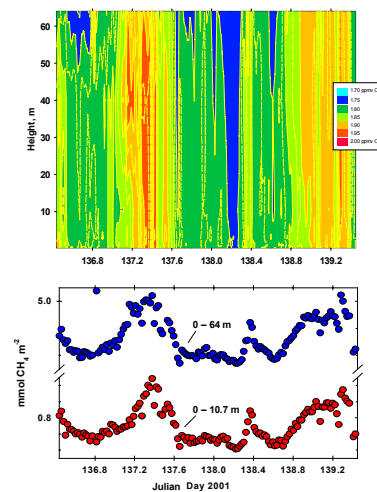 60
50
40
30
20
10
Height, m
136.8 137.2 137.6 138.0 138.4 138.8 139.2
1.70 ppmv C
1.75
1.80
1.85
1.90
1.95
2.00 ppmv C
5.0
0 – 64 m
mmol CH4 m-2
0 – 10.7 m
0.8
136.8 137.2 137.6 138.0 138.4 138.8 139.2
Julian Day 2001